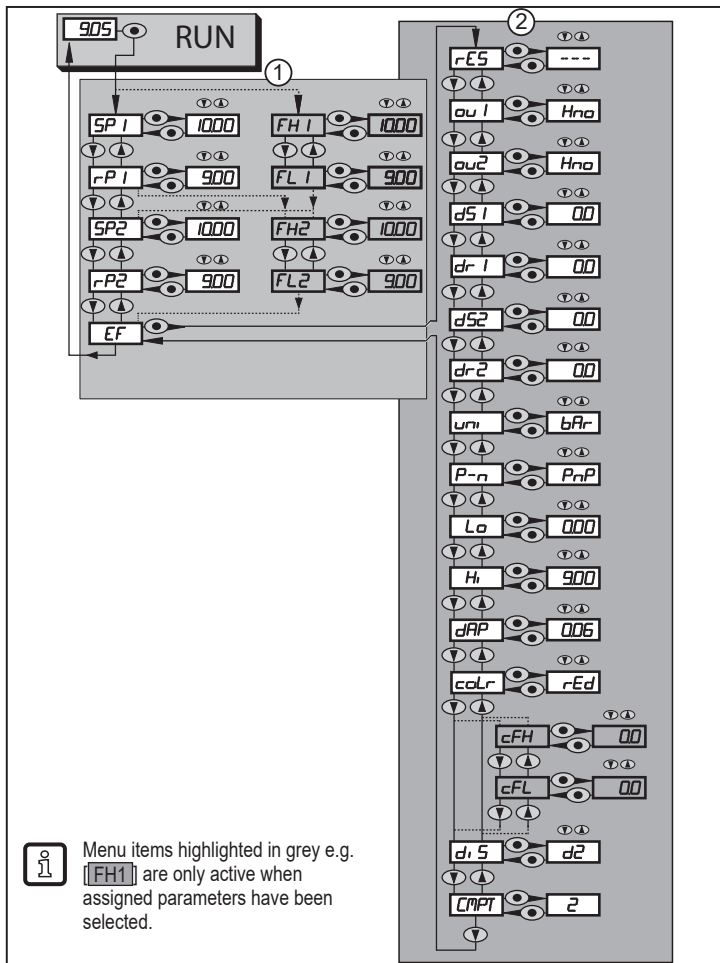 9.05 RUN
1
SP1 10.00 FH1 10.00
rP1 9.00 FL1 9.00
SP2 10.00 FH2 10.00
rP2 9.00 FL2 9.00
EF
2
rES ---
ou1 Hno
ou2 Hno
dS1 0.0
dr1 0.0
dS2 0.0
dr2 0.0
uni bAr
P-n PnP
Lo 0.00
Hi 9.00
dAP 0.06
coLr rEd
cFH 0.0
cFL 0.0
diS d2
CMPT 2
i
Menu items highlighted in grey e.g.
[FH1] are only active when
assigned parameters have been
selected.